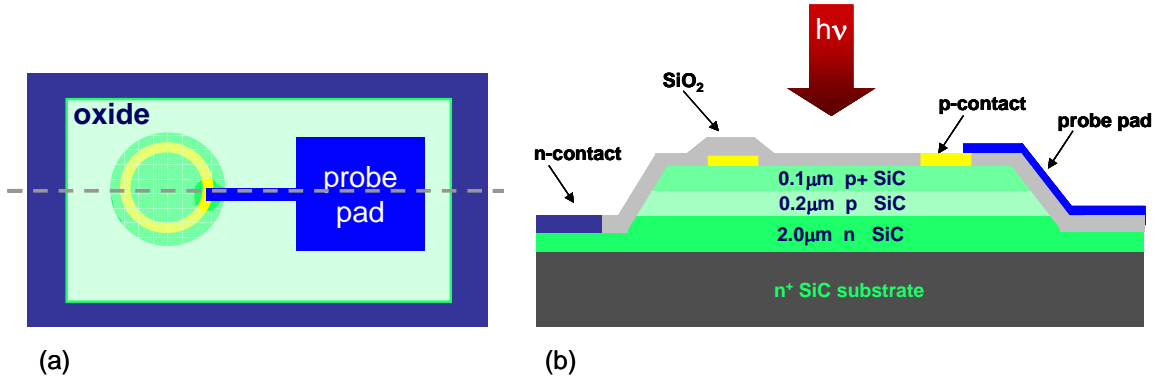 oxide
probe
pad
(a)
hν
SiO₂
p-contact
probe pad
n-contact
0.1μm p+ SiC
0.2μm p SiC
2.0μm n SiC
n⁺ SiC substrate
(b)